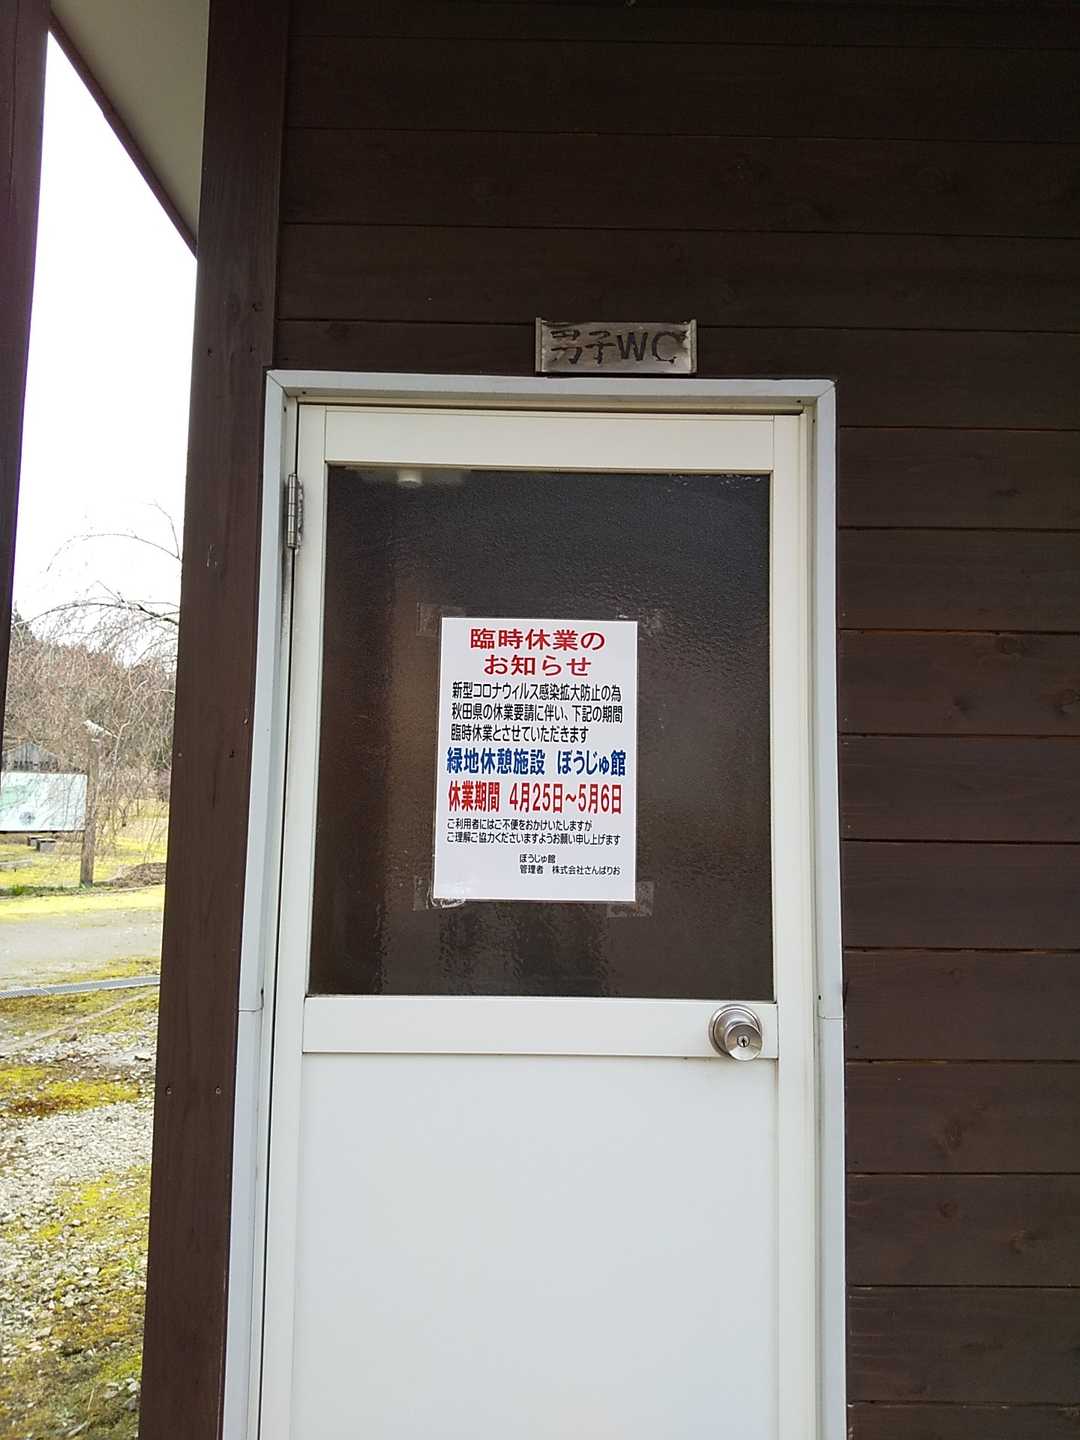 男子WC
臨時休業の
お知らせ
新型コロナウィルス感染拡大防止の為
秋田県の休業要請に伴い、下記の期間
臨時休業とさせていただきます
緑地休憩施設 ぼうじゅ館
休業期間 4月25日～5月6日
ご利用者にはご不便をおかけいたしますが
ご理解ご協力くださいますようお願い申し上げます
ぼうじゅ館
管理者 株式会社さんぱりお